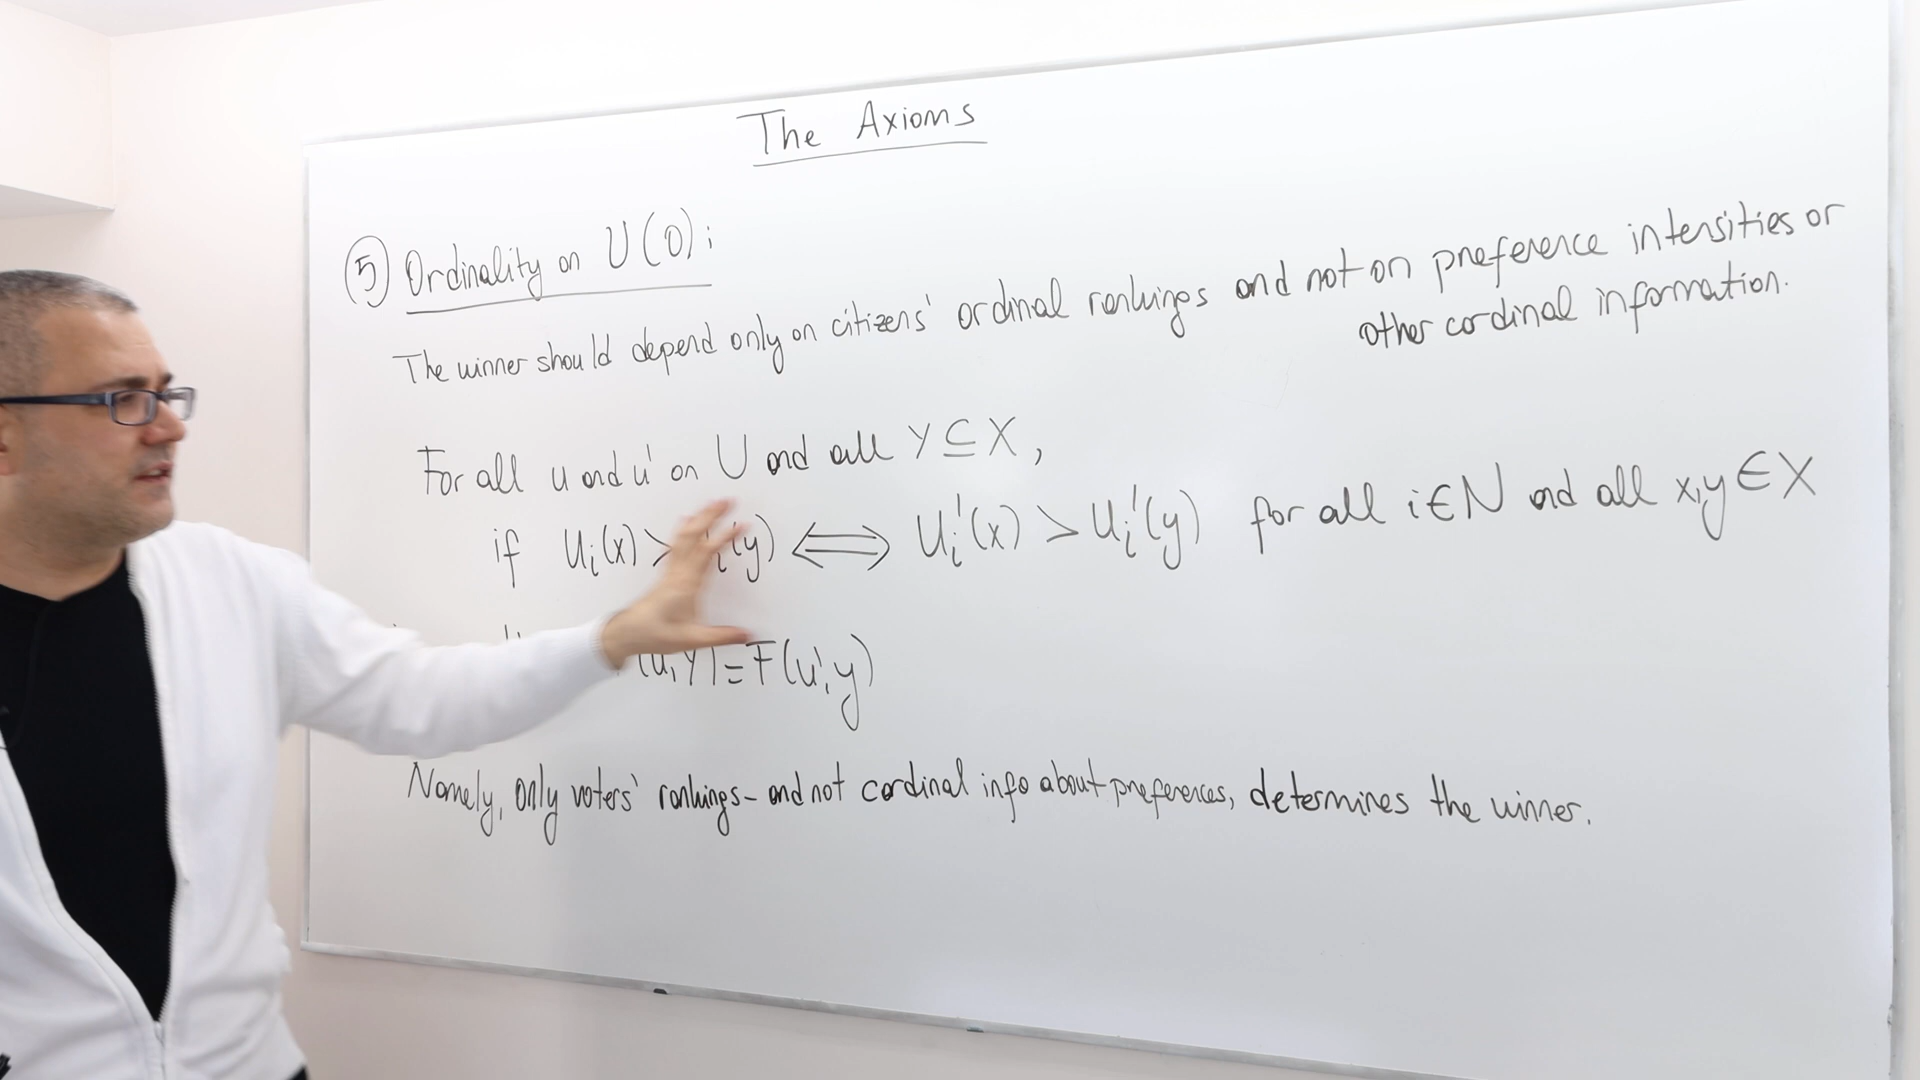 The Axioms
⑤ Ordinality on U (O):
The winner should depend only on citizens' ordinal rankings and not on preference intensities or
other cardinal information.
For all u and u' on U and all Y ⊆ X,
if Uᵢ(x) > ᵢ(y) ⟺ Uᵢ'(x) > Uᵢ'(y) for all i∈N and all x,y ∈ X
(u,Y) = F(u',y)
Namely, only voters' rankings - and not cardinal info about preferences, determines the winner.